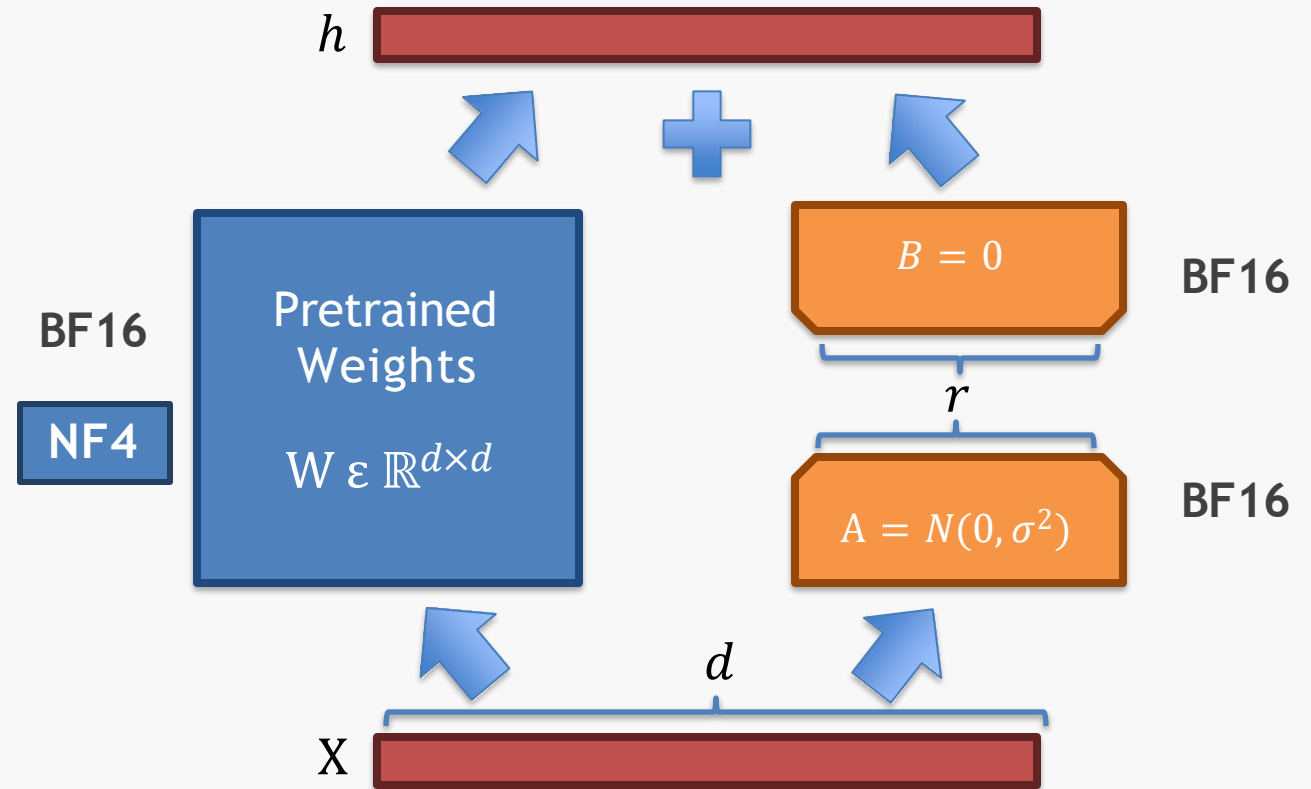 h
B = 0
BF16
Pretrained
Weights
W ε ℝ^{d×d}
BF16
NF4
r
A = N(0, σ²)
BF16
d
X